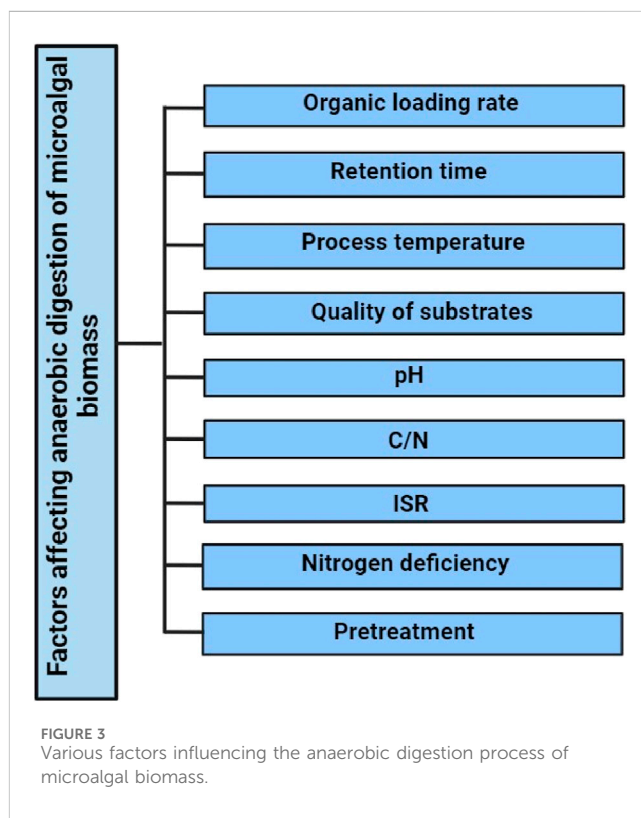 Factors affecting anaerobic digestion of microalgal
biomass
Organic loading rate
Retention time
Process temperature
Quality of substrates
pH
C/N
ISR
Nitrogen deficiency
Pretreatment
FIGURE 3
Various factors influencing the anaerobic digestion process of
microalgal biomass.